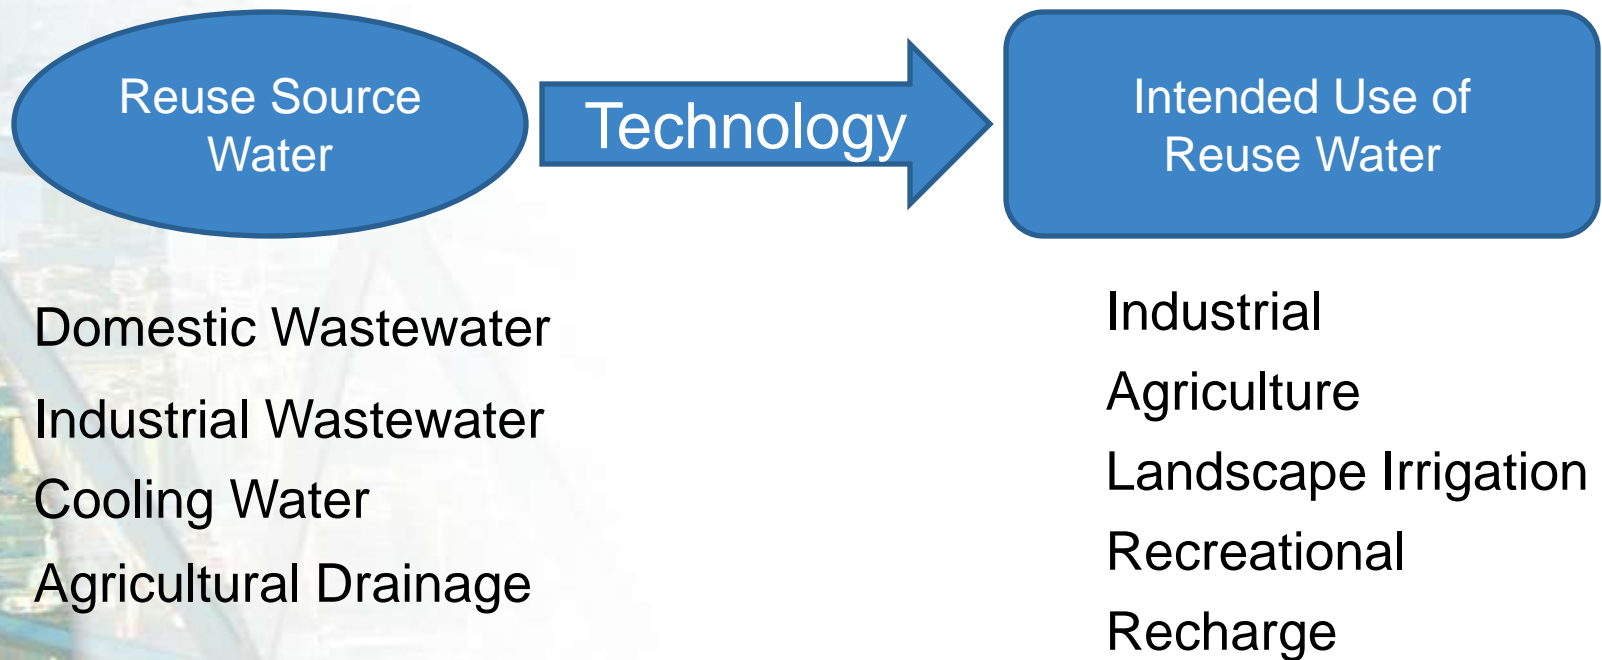 Reuse Source
Water
Technology
Intended Use of
Reuse Water
Domestic Wastewater
Industrial Wastewater
Cooling Water
Agricultural Drainage
Industrial
Agriculture
Landscape Irrigation
Recreational
Recharge